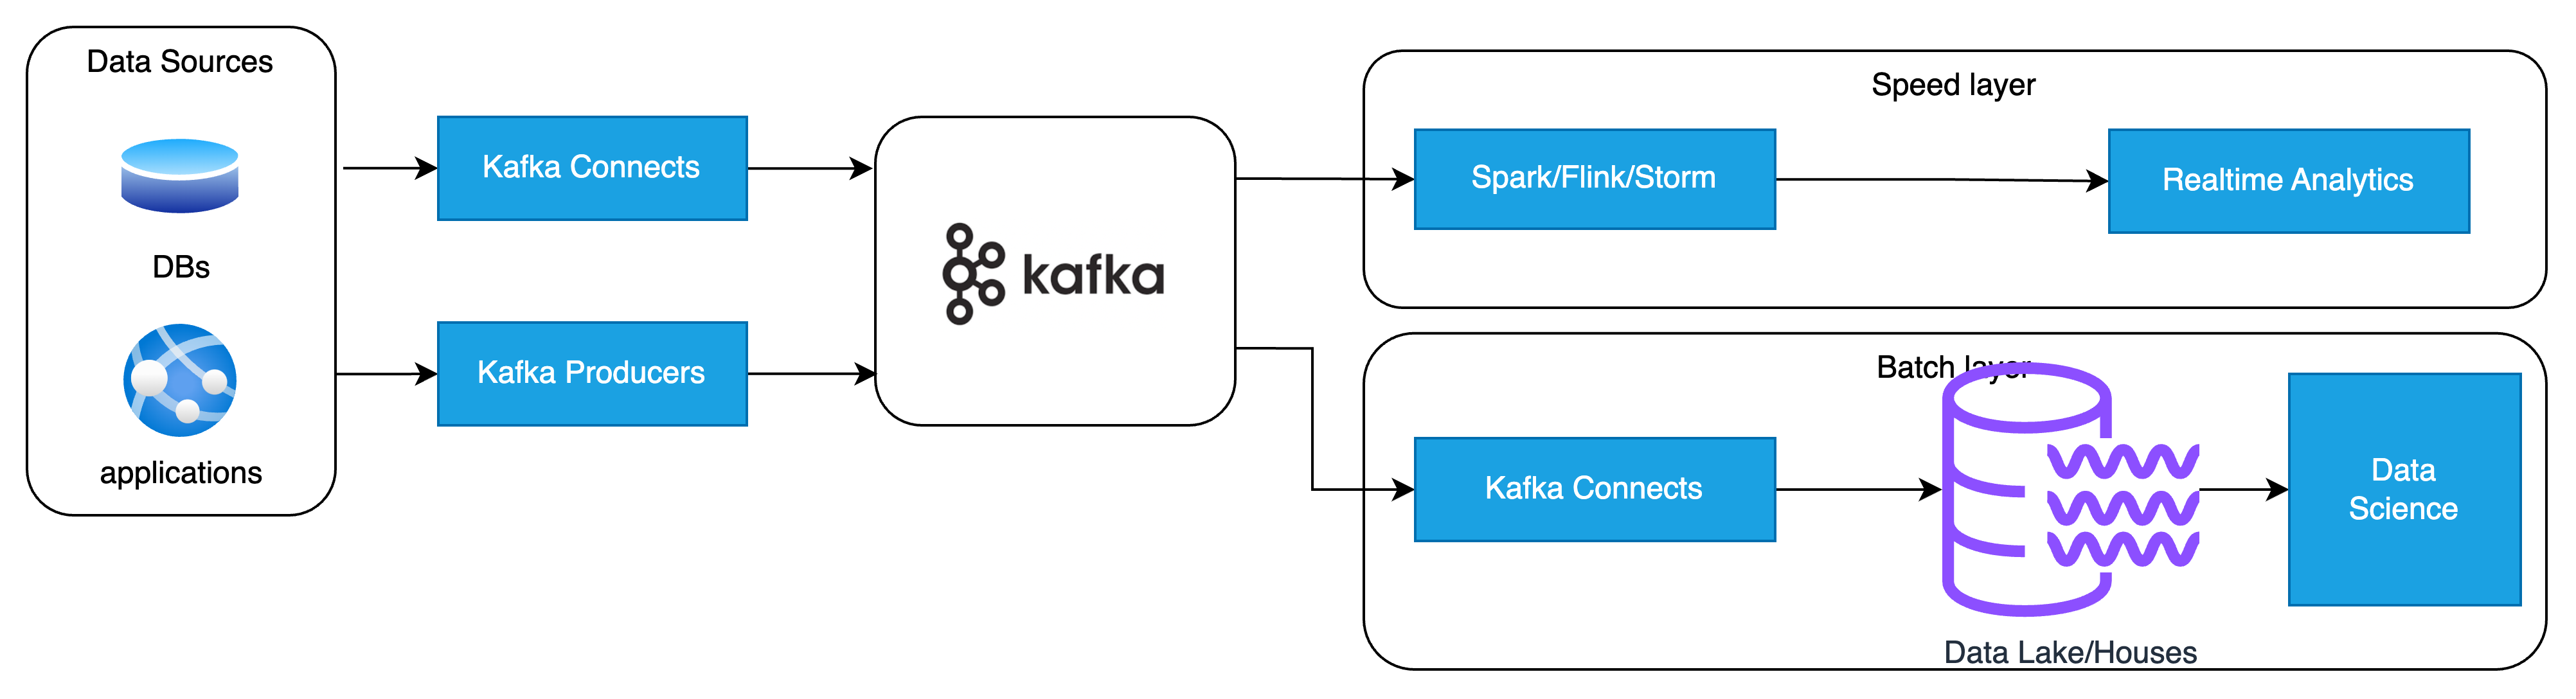 Data Sources
DBs
applications
Kafka Connects
Kafka Producers
kafka
Speed layer
Spark/Flink/Storm
Realtime Analytics
Batch layer
Kafka Connects
Data Lake/Houses
Data
Science